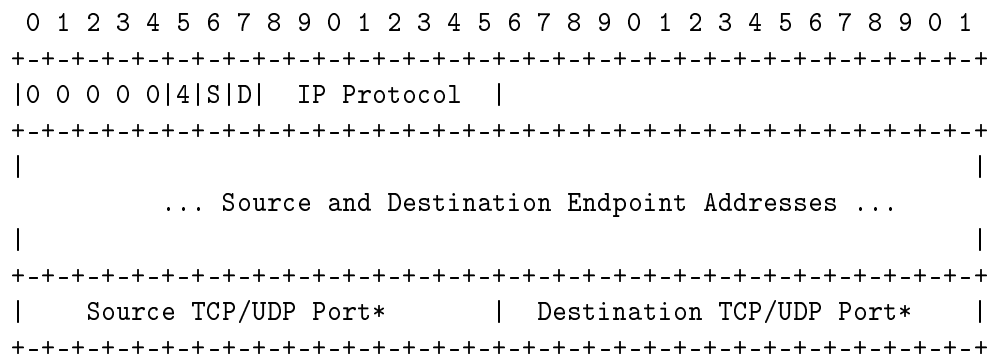 0 1 2 3 4 5 6 7 8 9 0 1 2 3 4 5 6 7 8 9 0 1 2 3 4 5 6 7 8 9 0 1
+-+-+-+-+-+-+-+-+-+-+-+-+-+-+-+-+-+-+-+-+-+-+-+-+-+-+-+-+-+-+-+-+
|0 0 0 0 0|4|S|D|  IP Protocol  |
+-+-+-+-+-+-+-+-+-+-+-+-+-+-+-+-+-+-+-+-+-+-+-+-+-+-+-+-+-+-+-+-+
|                                                               |
... Source and Destination Endpoint Addresses ...
|                                                               |
+-+-+-+-+-+-+-+-+-+-+-+-+-+-+-+-+-+-+-+-+-+-+-+-+-+-+-+-+-+-+-+-+
|    Source TCP/UDP Port*       |  Destination TCP/UDP Port*    |
+-+-+-+-+-+-+-+-+-+-+-+-+-+-+-+-+-+-+-+-+-+-+-+-+-+-+-+-+-+-+-+-+